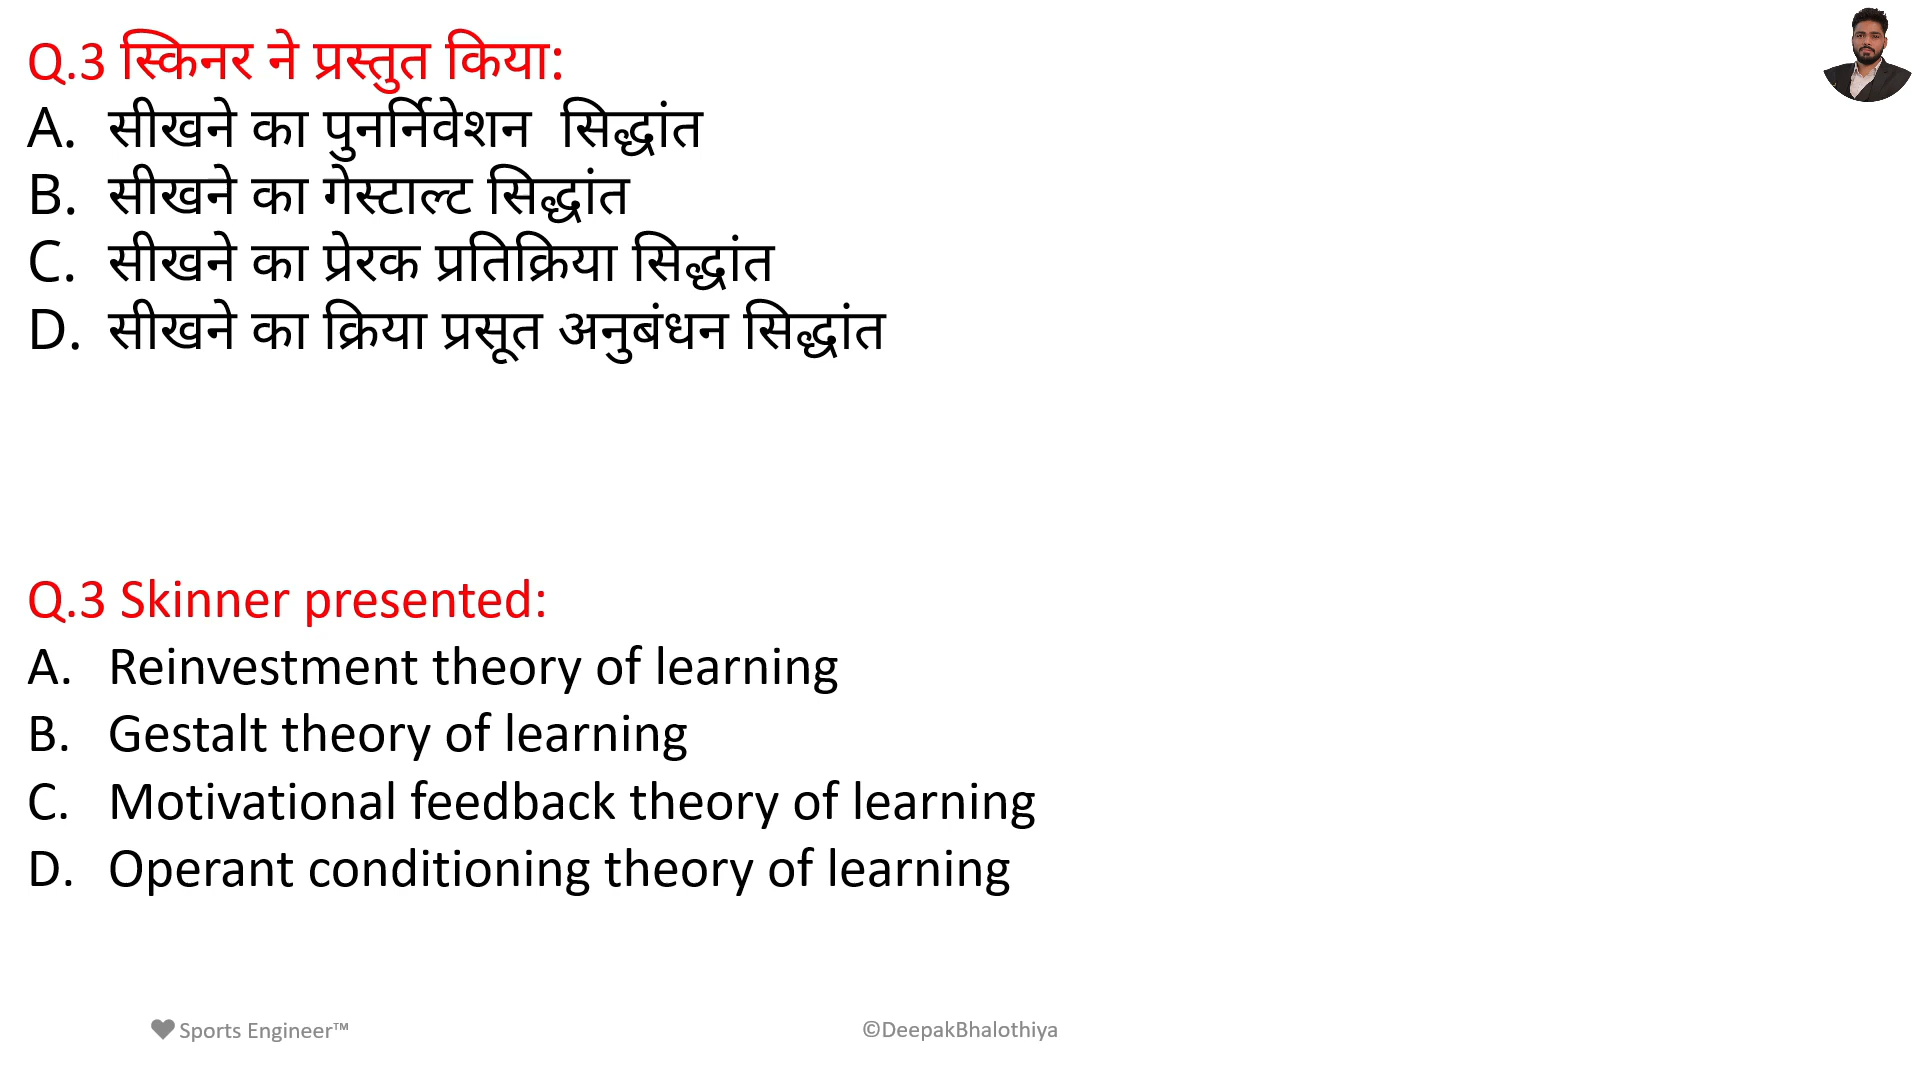 Q.3 स्किनर ने प्रस्तुत किया:
A. सीखने का पुनर्निवेशन सिद्धांत
B. सीखने का गेस्टाल्ट सिद्धांत
C. सीखने का प्रेरक प्रतिक्रिया सिद्धांत
D. सीखने का क्रिया प्रसूत अनुबंधन सिद्धांत
Q.3 Skinner presented:
A. Reinvestment theory of learning
B. Gestalt theory of learning
C. Motivational feedback theory of learning
D. Operant conditioning theory of learning
♥ Sports Engineer™
©DeepakBhalothiya